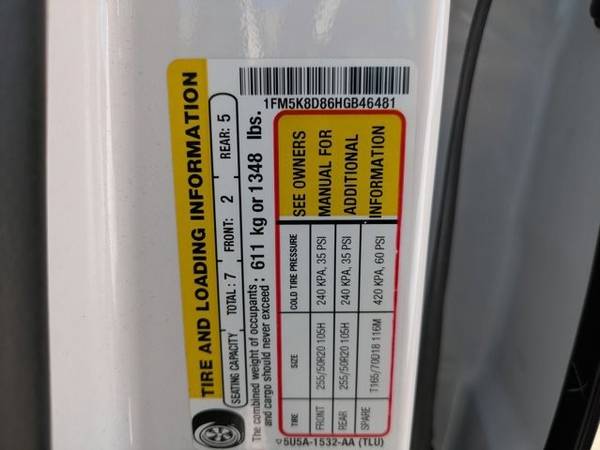 TIRE AND LOADING INFORMATION
SEATING CAPACITY TOTAL : 7 FRONT: 2 REAR: 5
The combined weight of occupants
and cargo should never exceed : 611 kg or 1348 lbs.
1FM5K8D86HGB46481
TIRE SIZE COLD TIRE PRESSURE SEE OWNERS
FRONT 255/50R20 105H 240 KPA, 35 PSI MANUAL FOR
REAR 255/50R20 105H 240 KPA, 35 PSI ADDITIONAL
SPARE T165/70D18 116M 420 KPA, 60 PSI INFORMATION
5U5A-1532-AA (TLU)